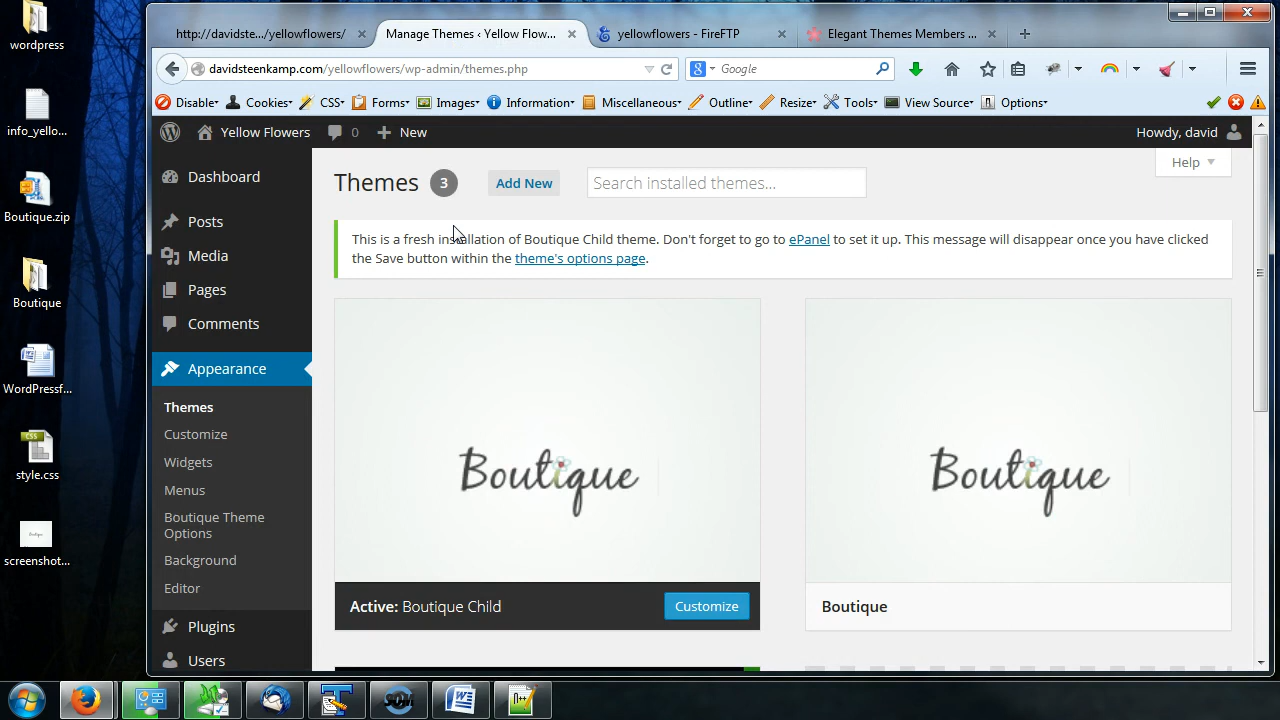 wordpress
info_yello...
Boutique.zip
Boutique
WordPressf...
style.css
screenshot...
http://davidste.../yellowflowers/
Manage Themes ‹ Yellow Flow...
yellowflowers - FireFTP
Elegant Themes Members ...
davidsteenkamp.com/yellowflowers/wp-admin/themes.php
Google
Disable
Cookies
CSS
Forms
Images
Information
Miscellaneous
Outline
Resize
Tools
View Source
Options
Yellow Flowers
0
New
Howdy, david
Help
Dashboard
Posts
Media
Pages
Comments
Appearance
Themes
Customize
Widgets
Menus
Boutique Theme
Options
Background
Editor
Plugins
Users
Themes 3 Add New
Search installed themes...
This is a fresh installation of Boutique Child theme. Don't forget to go to ePanel to set it up. This message will disappear once you have clicked
the Save button within the theme's options page.
Boutique
Active: Boutique Child
Customize
Boutique
Boutique